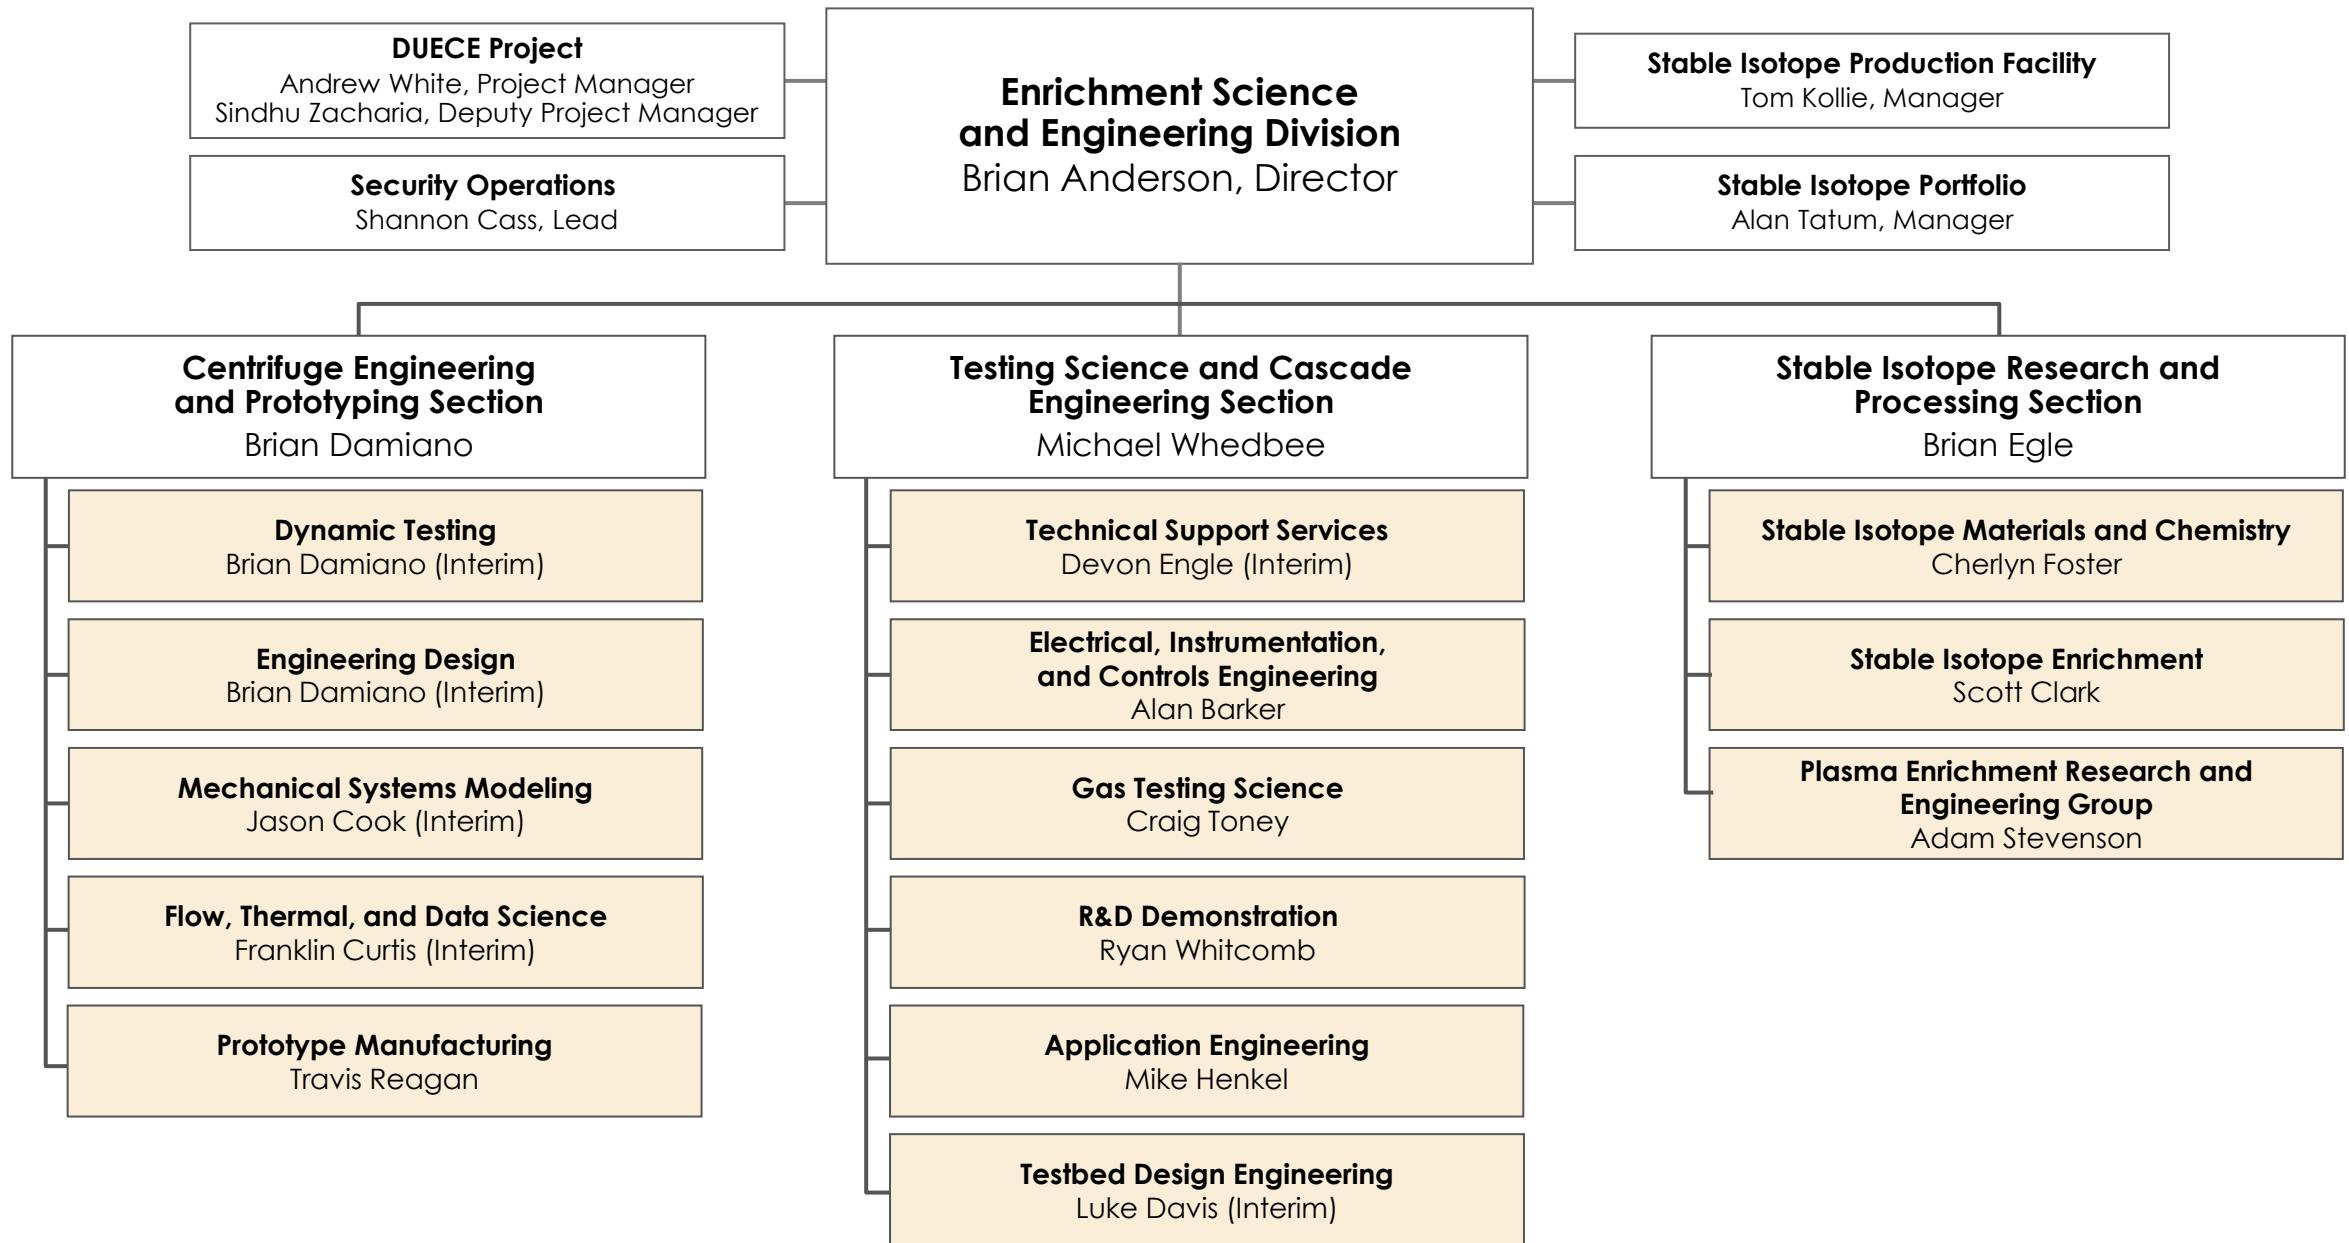 DUECE Project
Andrew White, Project Manager
Sindhu Zacharia, Deputy Project Manager
Security Operations
Shannon Cass, Lead
Enrichment Science
and Engineering Division
Brian Anderson, Director
Stable Isotope Production Facility
Tom Kollie, Manager
Stable Isotope Portfolio
Alan Tatum, Manager
Centrifuge Engineering
and Prototyping Section
Brian Damiano
Dynamic Testing
Brian Damiano (Interim)
Engineering Design
Brian Damiano (Interim)
Mechanical Systems Modeling
Jason Cook (Interim)
Flow, Thermal, and Data Science
Franklin Curtis (Interim)
Prototype Manufacturing
Travis Reagan
Testing Science and Cascade
Engineering Section
Michael Whedbee
Technical Support Services
Devon Engle (Interim)
Electrical, Instrumentation,
and Controls Engineering
Alan Barker
Gas Testing Science
Craig Toney
R&D Demonstration
Ryan Whitcomb
Application Engineering
Mike Henkel
Testbed Design Engineering
Luke Davis (Interim)
Stable Isotope Research and
Processing Section
Brian Egle
Stable Isotope Materials and Chemistry
Cherlyn Foster
Stable Isotope Enrichment
Scott Clark
Plasma Enrichment Research and
Engineering Group
Adam Stevenson